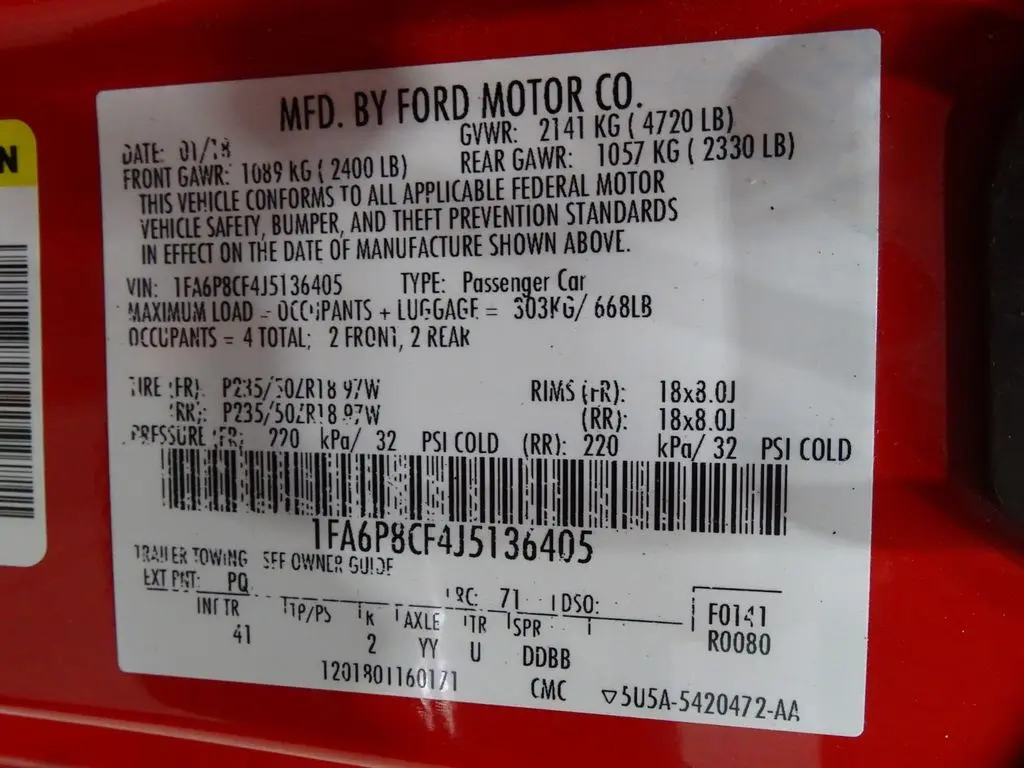 MFD. BY FORD MOTOR CO.
DATE: 01/18 GVWR: 2141 KG ( 4720 LB)
FRONT GAWR: 1089 KG ( 2400 LB) REAR GAWR: 1057 KG ( 2330 LB)
THIS VEHICLE CONFORMS TO ALL APPLICABLE FEDERAL MOTOR
VEHICLE SAFETY, BUMPER, AND THEFT PREVENTION STANDARDS
IN EFFECT ON THE DATE OF MANUFACTURE SHOWN ABOVE.
VIN: 1FA6P8CF4J5136405 TYPE: Passenger Car
MAXIMUM LOAD - OCCUPANTS + LUGGAGE = 303KG/ 668LB
OCCUPANTS = 4 TOTAL; 2 FRONT, 2 REAR
TIRE (FR): P235/50ZR18 97W RIMS (FR): 18x8.0J
(RR): P235/50ZR18 97W (RR): 18x8.0J
PRESSURE (FR): 220 kPa/ 32 PSI COLD (RR): 220 kPa/ 32 PSI COLD
1FA6P8CF4J5136405
TRAILER TOWING SEE OWNER GUIDE
EXT PNT: PQ RC: 71 DSO: F0141
INT TR TP/PS R AXLE TR SPR R0080
41 2 YY U DDBB
1201801160171 CMC ▽5U5A-5420472-AA
N